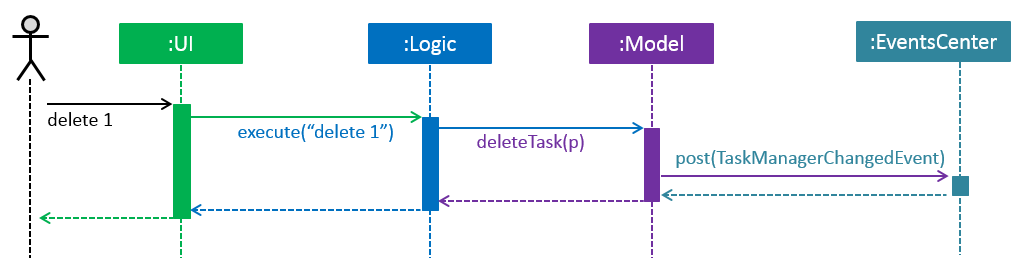 :UI
:Logic
:Model
:EventsCenter
delete 1
execute(“delete 1”)
deleteTask(p)
post(TaskManagerChangedEvent)